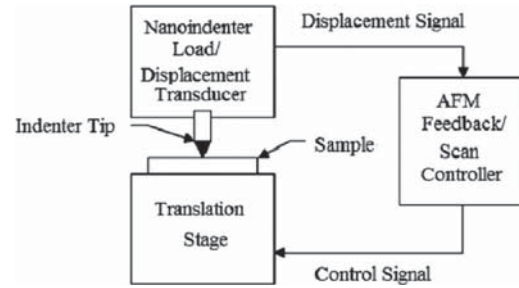 Nanoindenter
Load/
Displacement
Transducer
Displacement Signal
AFM
Feedback/
Scan
Controller
Indenter Tip
Sample
Translation
Stage
Control Signal